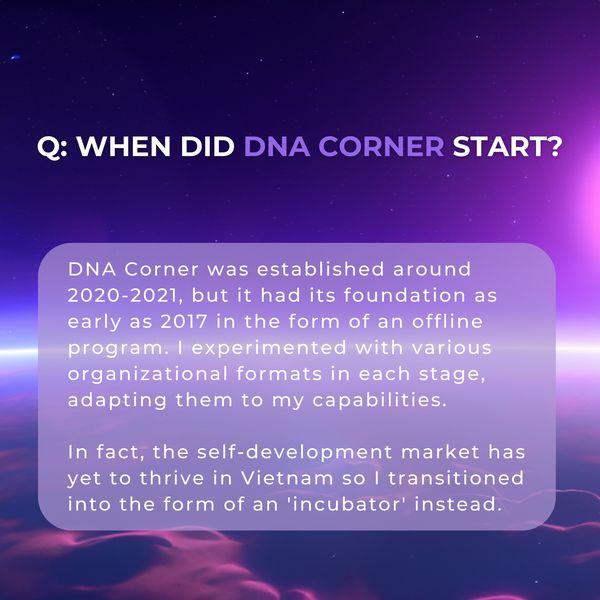 Q: WHEN DID DNA CORNER START?
DNA Corner was established around
2020-2021, but it had its foundation as
early as 2017 in the form of an offline
program. I experimented with various
organizational formats in each stage,
adapting them to my capabilities.
In fact, the self-development market has
yet to thrive in Vietnam so I transitioned
into the form of an 'incubator' instead.